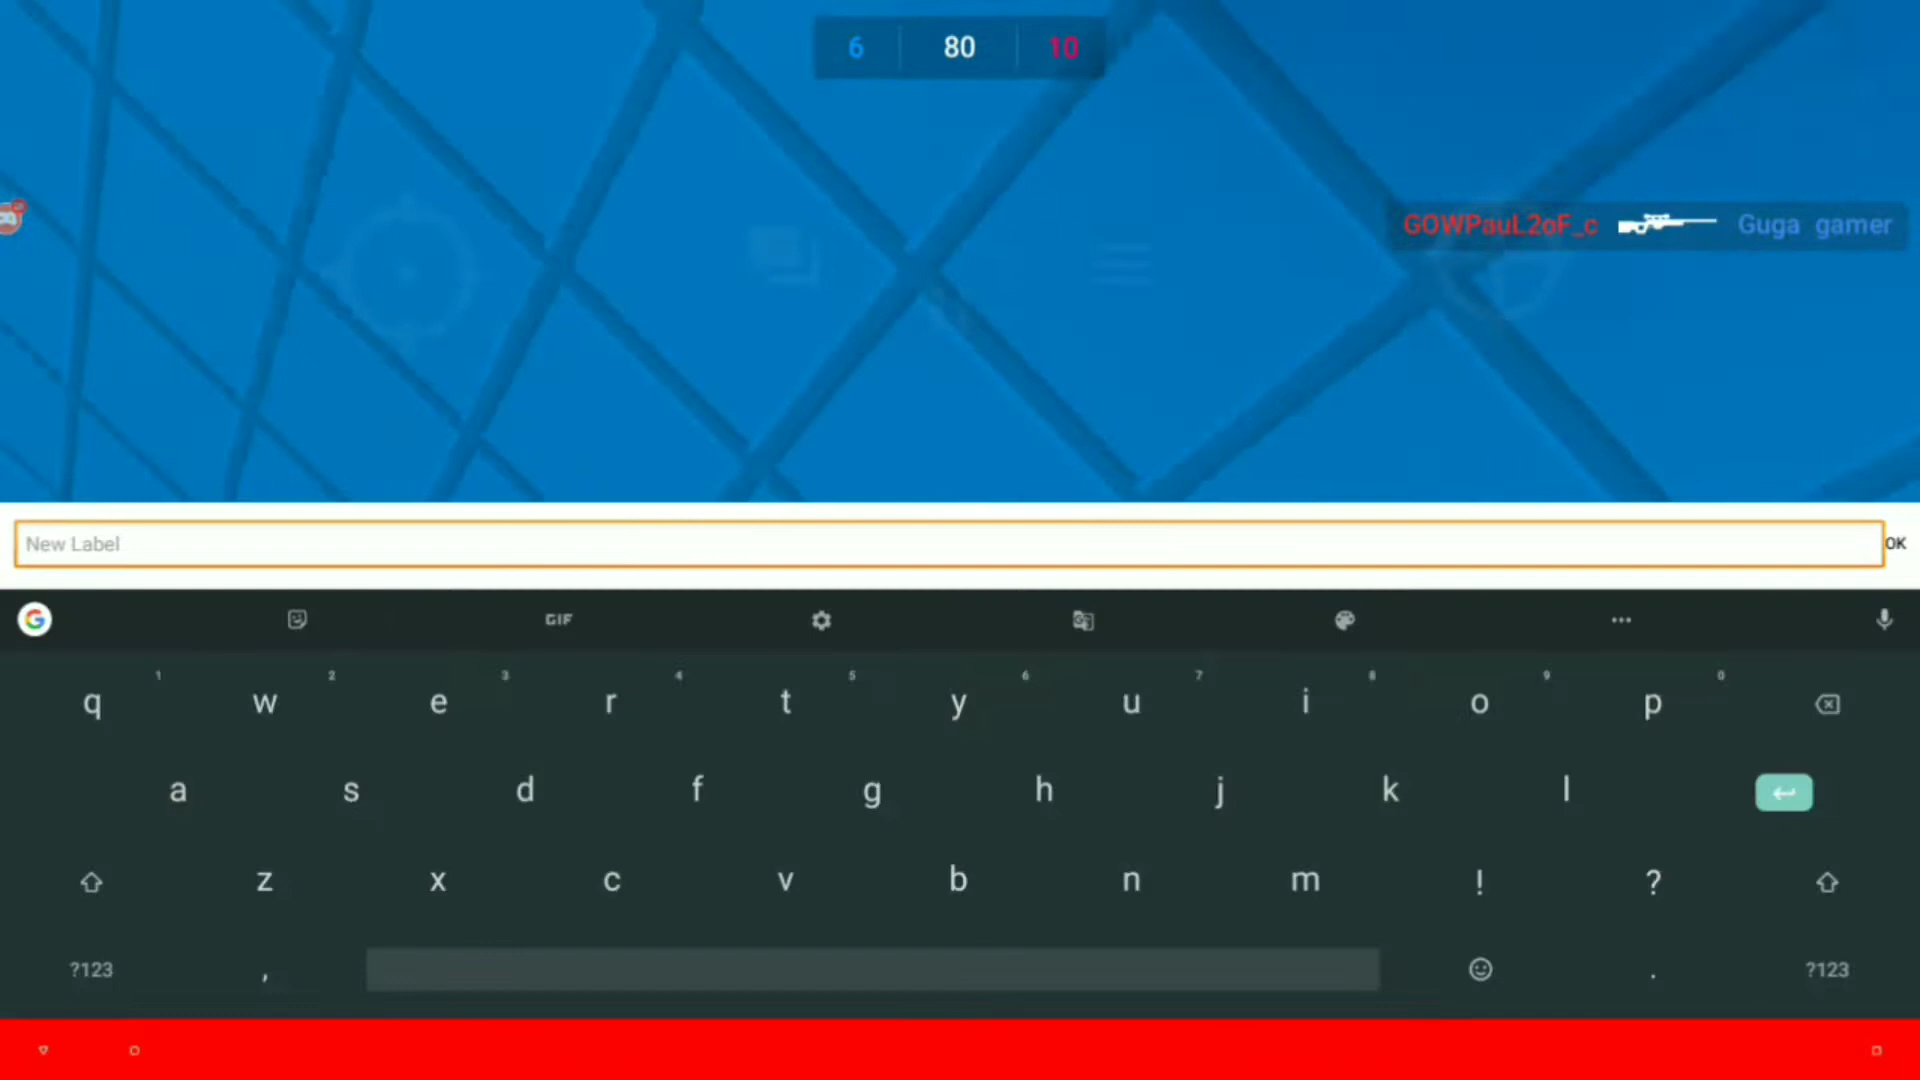 6 80 10
GOWPauL2oF_c Guga gamer
New Label OK
G GIF
1 2 3 4 5 6 7 8 9 0
q w e r t y u i o p
a s d f g h j k l
z x c v b n m ! ?
?123 , . ?123